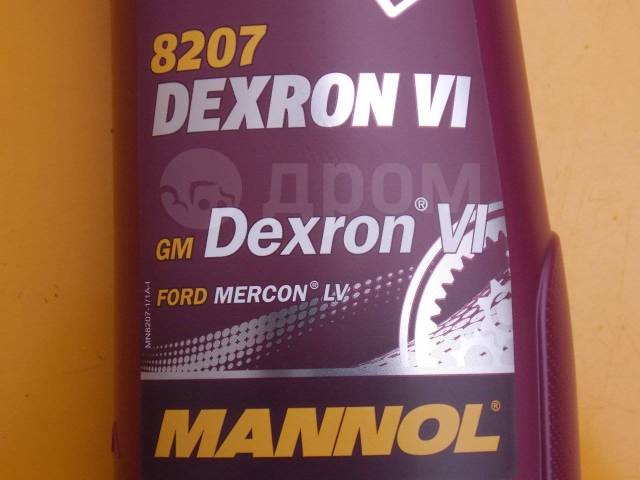 8207
DEXRON VI
дром
GM Dexron® VI
FORD MERCON® LV
MN8207-1/1A-I
MANNOL®